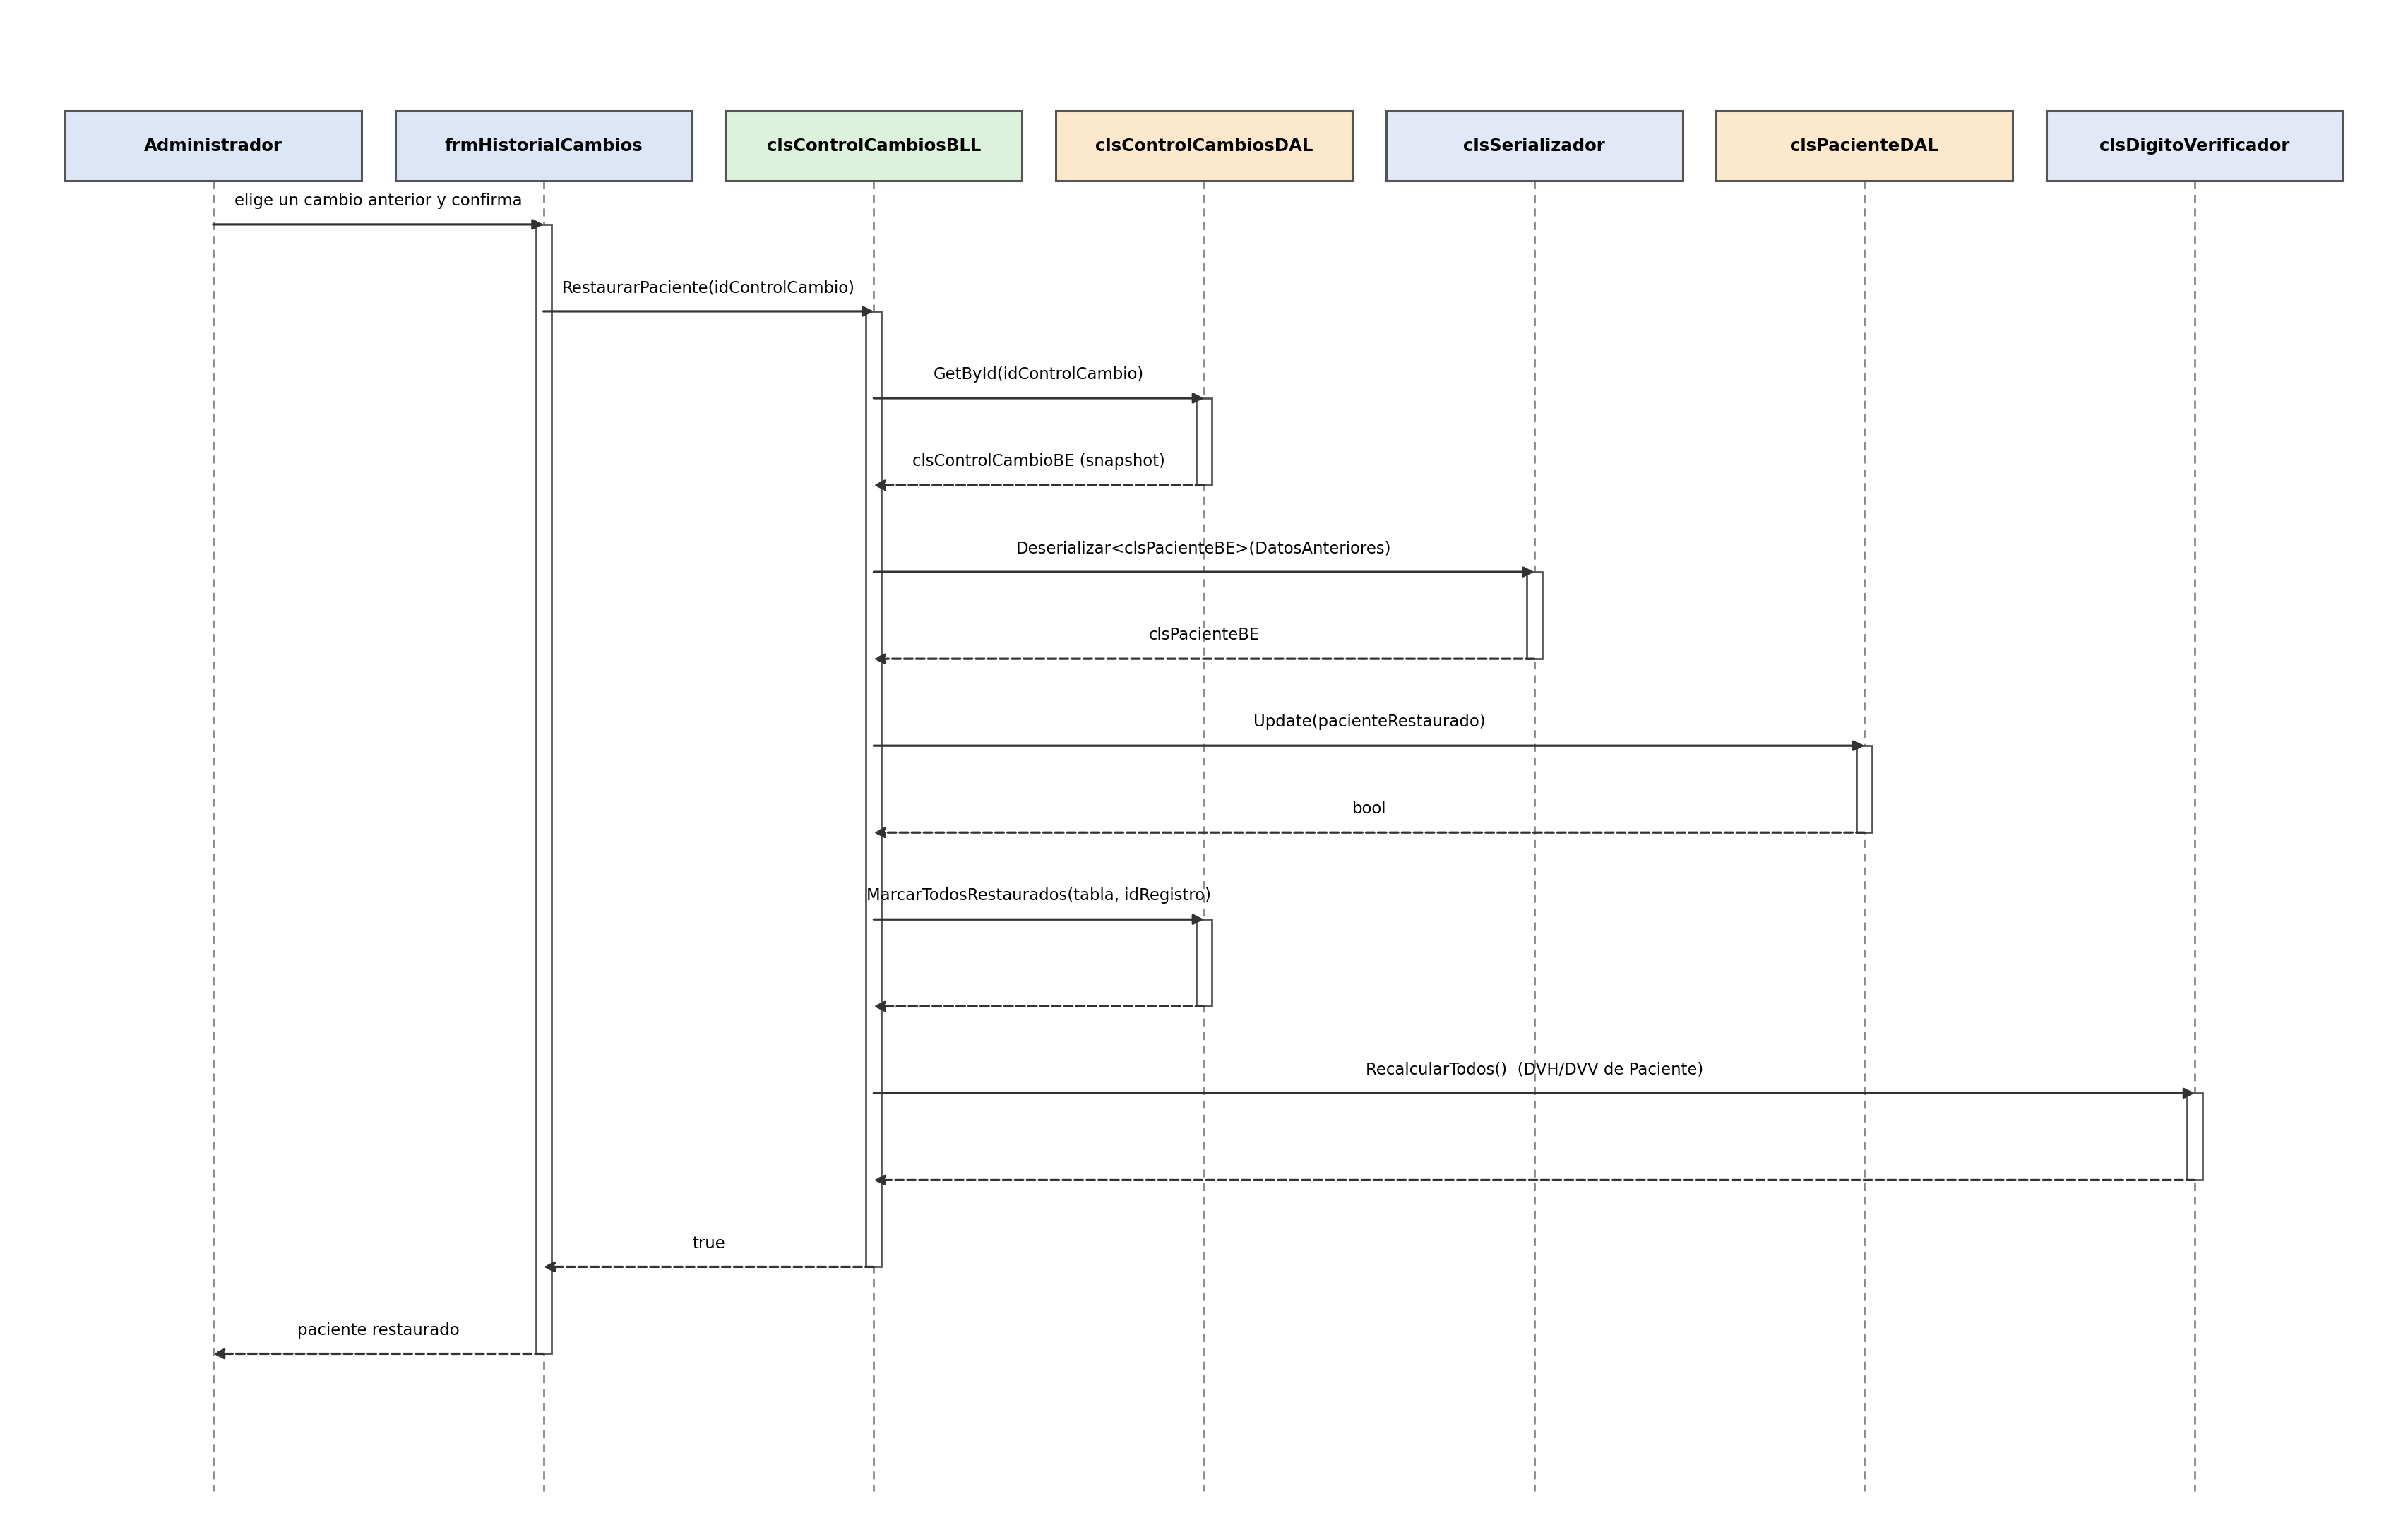 Administrador
frmHistorialCambios
clsControlCambiosBLL
clsControlCambiosDAL
clsSerializador
clsPacienteDAL
clsDigitoVerificador
elige un cambio anterior y confirma
RestaurarPaciente(idControlCambio)
GetById(idControlCambio)
clsControlCambioBE (snapshot)
Deserializar<clsPacienteBE>(DatosAnteriores)
clsPacienteBE
Update(pacienteRestaurado)
bool
MarcarTodosRestaurados(tabla, idRegistro)
RecalcularTodos()  (DVH/DVV de Paciente)
true
paciente restaurado